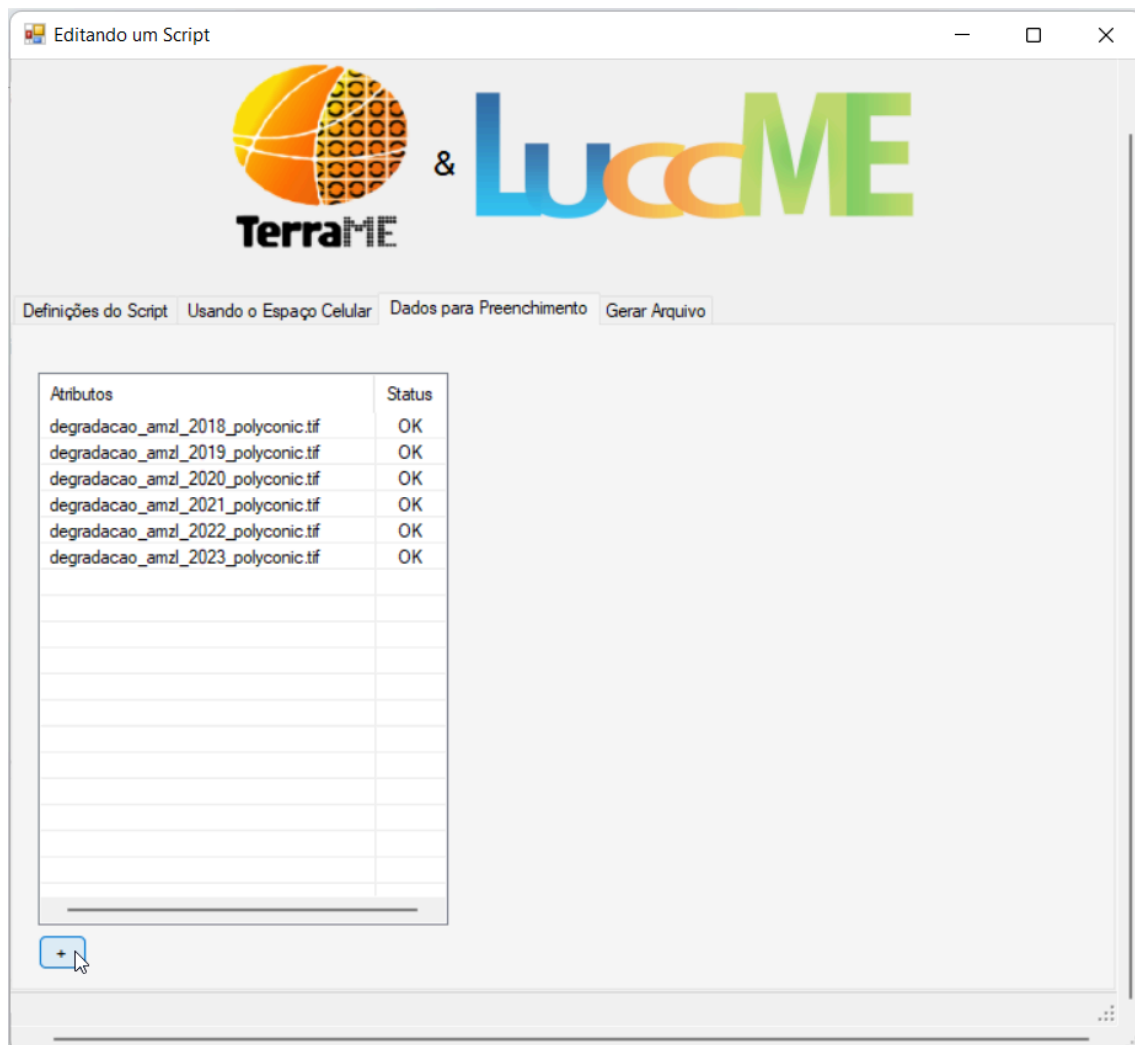 Editando um Script
TerraME & LuccME
Definições do Script Usando o Espaço Celular Dados para Preenchimento Gerar Arquivo
Atributos Status
degradacao_amzl_2018_polyconic.tif OK
degradacao_amzl_2019_polyconic.tif OK
degradacao_amzl_2020_polyconic.tif OK
degradacao_amzl_2021_polyconic.tif OK
degradacao_amzl_2022_polyconic.tif OK
degradacao_amzl_2023_polyconic.tif OK
+